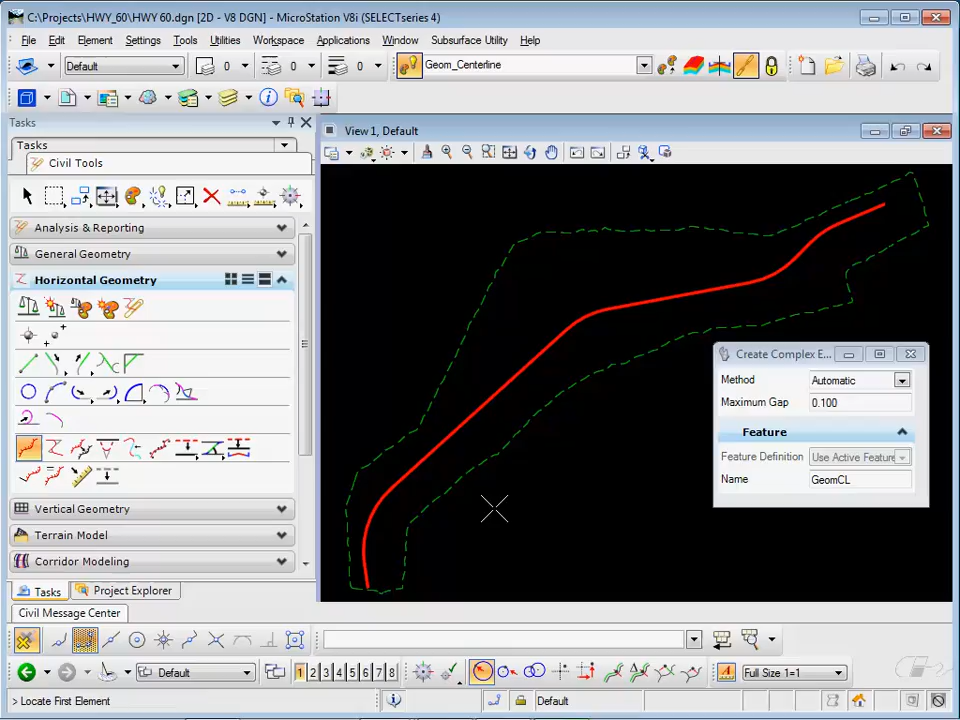 C:\Projects\HWY_60\HWY 60.dgn [2D - V8 DGN] - MicroStation V8i (SELECTseries 4)
File Edit Element Settings Tools Utilities Workspace Applications Window Subsurface Utility Help
Default 0 0 0 Geom_Centerline
Tasks
View 1, Default
Tasks
Civil Tools
Analysis & Reporting
General Geometry
Horizontal Geometry
Create Complex E...
Method Automatic
Maximum Gap 0.100
Feature
Feature Definition Use Active Feature
Name GeomCL
Vertical Geometry
Terrain Model
Corridor Modeling
Tasks Project Explorer
Civil Message Center
Default 1 2 3 4 5 6 7 8 Full Size 1=1
> Locate First Element Default